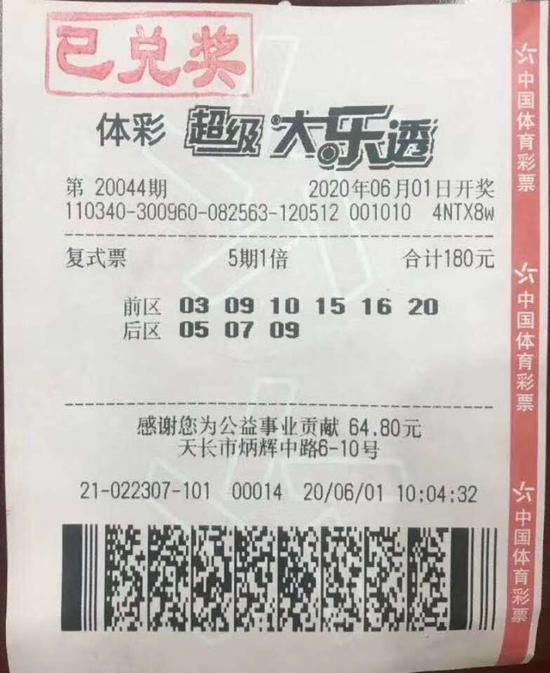 已兑奖
体彩 超级大乐透
第 20044期 2020年06月01日开奖
110340-300960-082563-120512 001010 4NTX8W
复式票 5期1倍 合计180元
前区 03 09 10 15 16 20
后区 05 07 09
感谢您为公益事业贡献 64.80元
天长市炳辉中路6-10号
21-022307-101 00014 20/06/01 10:04:32
中国体育彩票
中国体育彩票
中国体育彩票